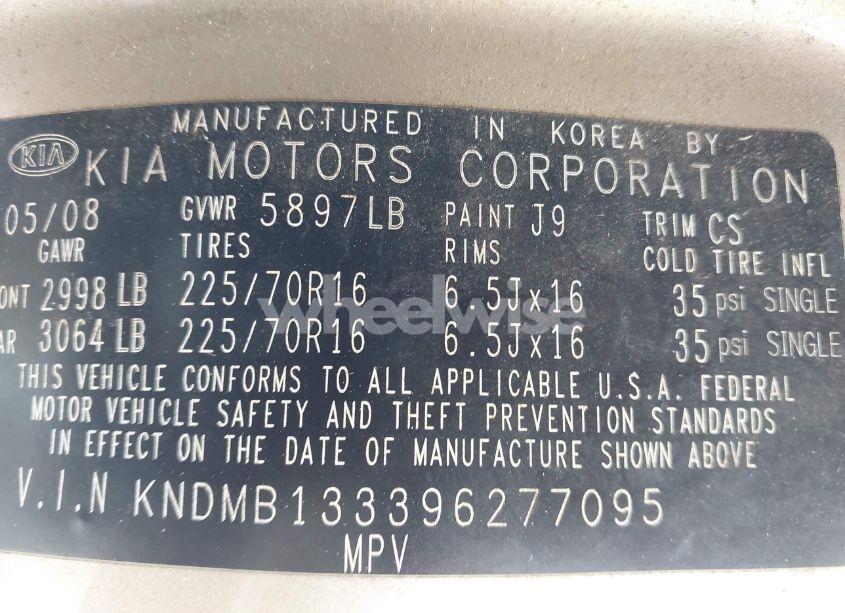 MANUFACTURED IN KOREA BY
KIA KIA MOTORS CORPORATION
05/08 GVWR 5897LB PAINT J9 TRIM CS
GAWR TIRES RIMS COLD TIRE INFL
ONT 2998 LB 225/70R16 6.5Jx16 35 psi SINGLE
AR 3064 LB 225/70R16 6.5Jx16 35 psi SINGLE
wheelwise
THIS VEHICLE CONFORMS TO ALL APPLICABLE U.S.A. FEDERAL
MOTOR VEHICLE SAFETY AND THEFT PREVENTION STANDARDS
IN EFFECT ON THE DATE OF MANUFACTURE SHOWN ABOVE
V.I.N KNDMB133396277095
MPV